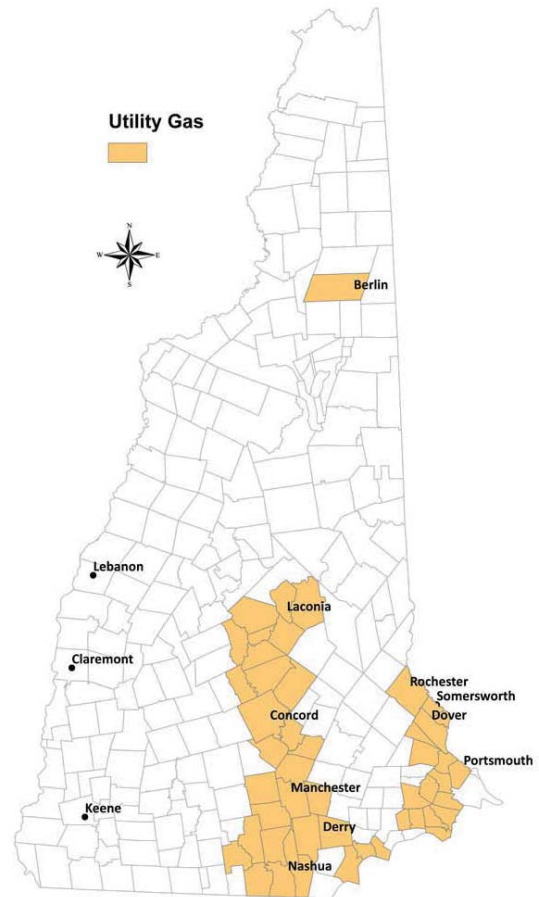 Utility Gas
N
W
E
S
Berlin
Lebanon
Laconia
Claremont
Rochester
Somersworth
Concord
Dover
Portsmouth
Manchester
Keene
Derry
Nashua